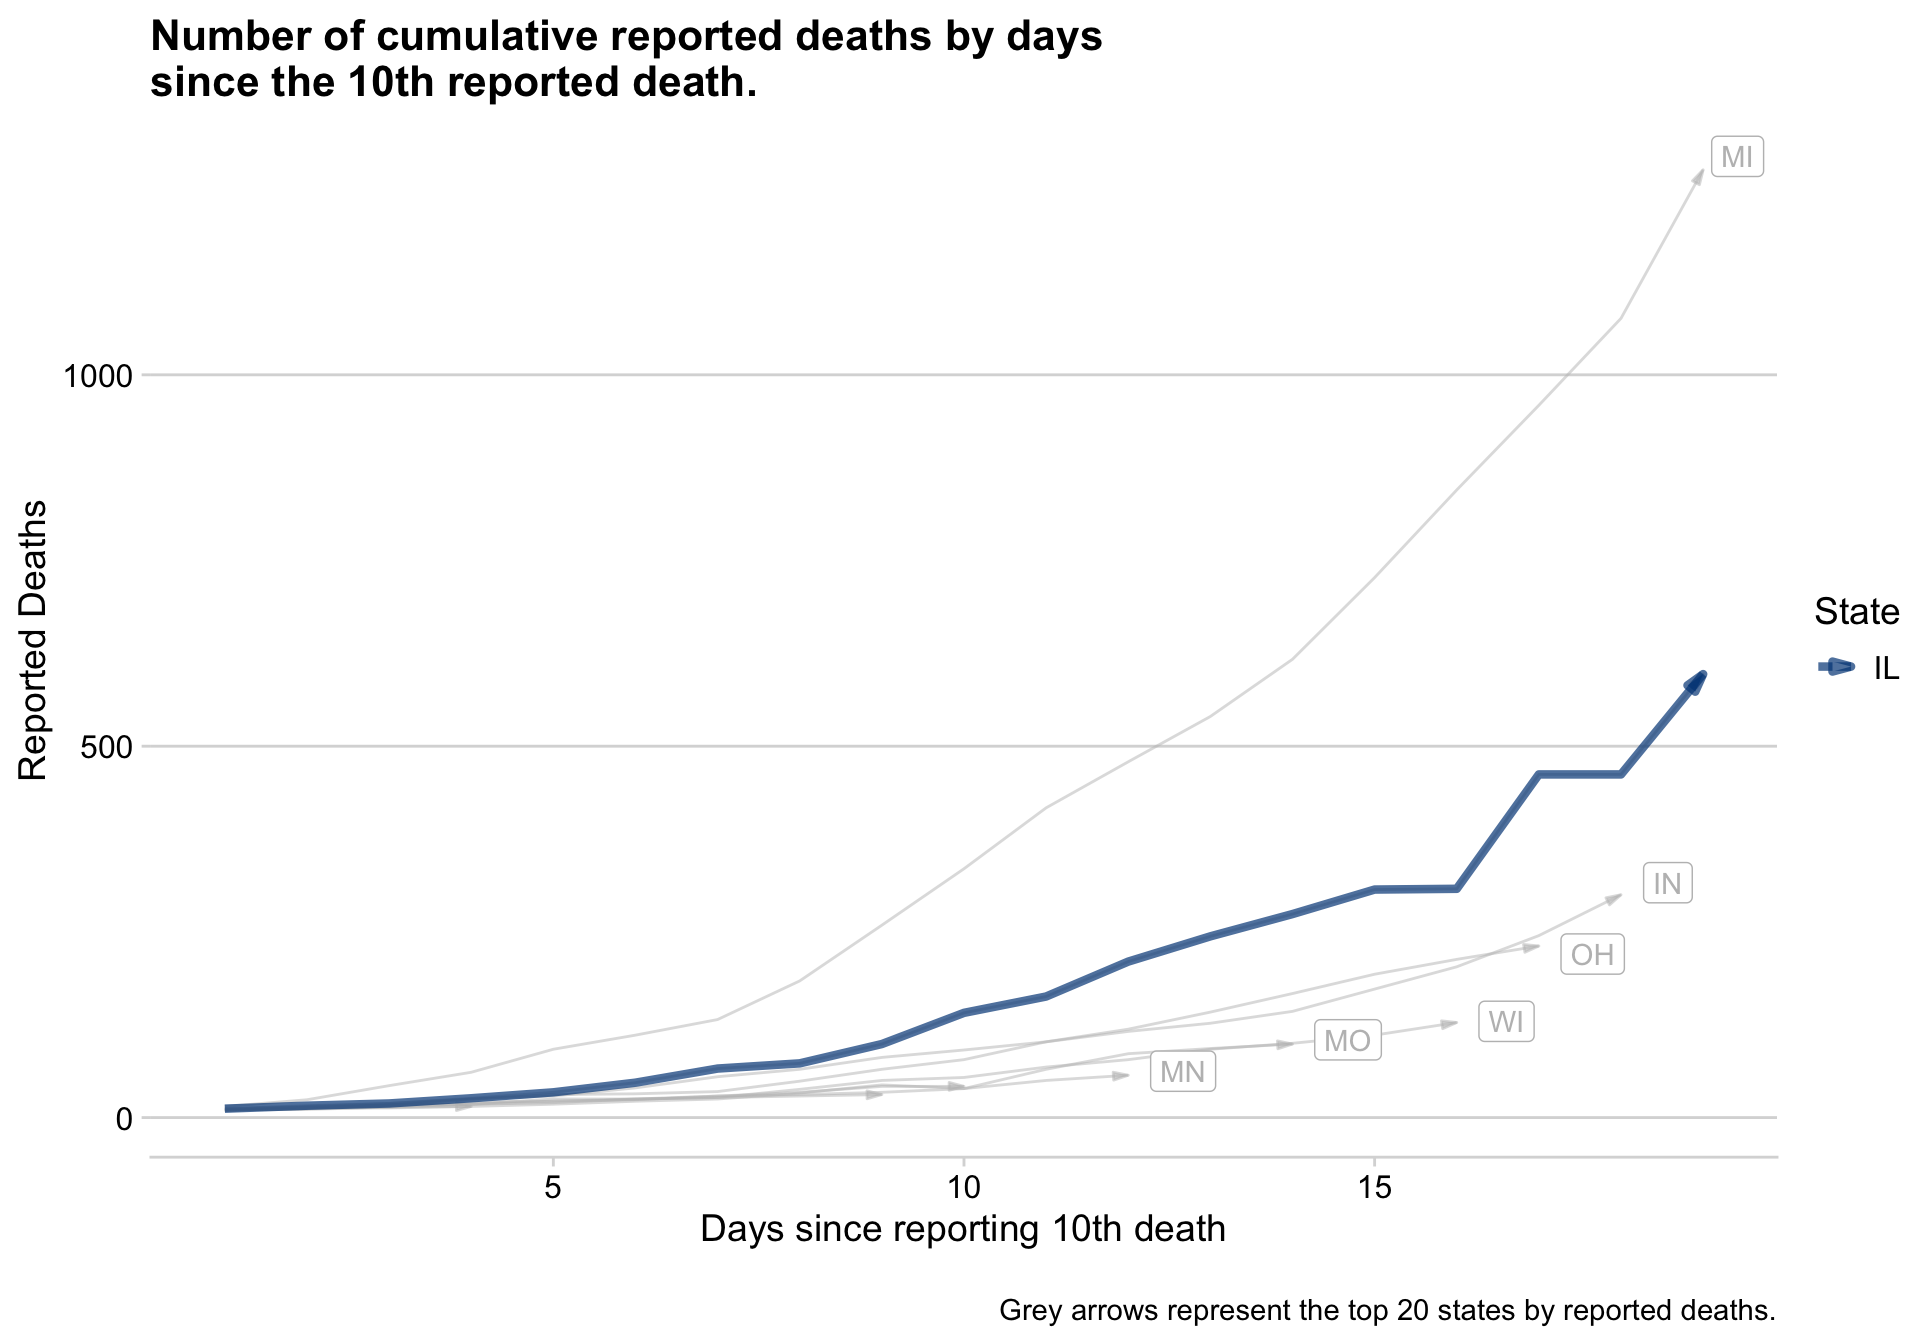 Number of cumulative reported deaths by days
since the 10th reported death.
MI
1000
Reported Deaths
State
IL
500
IN
OH
WI
MO
MN
0
5
10
15
Days since reporting 10th death
Grey arrows represent the top 20 states by reported deaths.